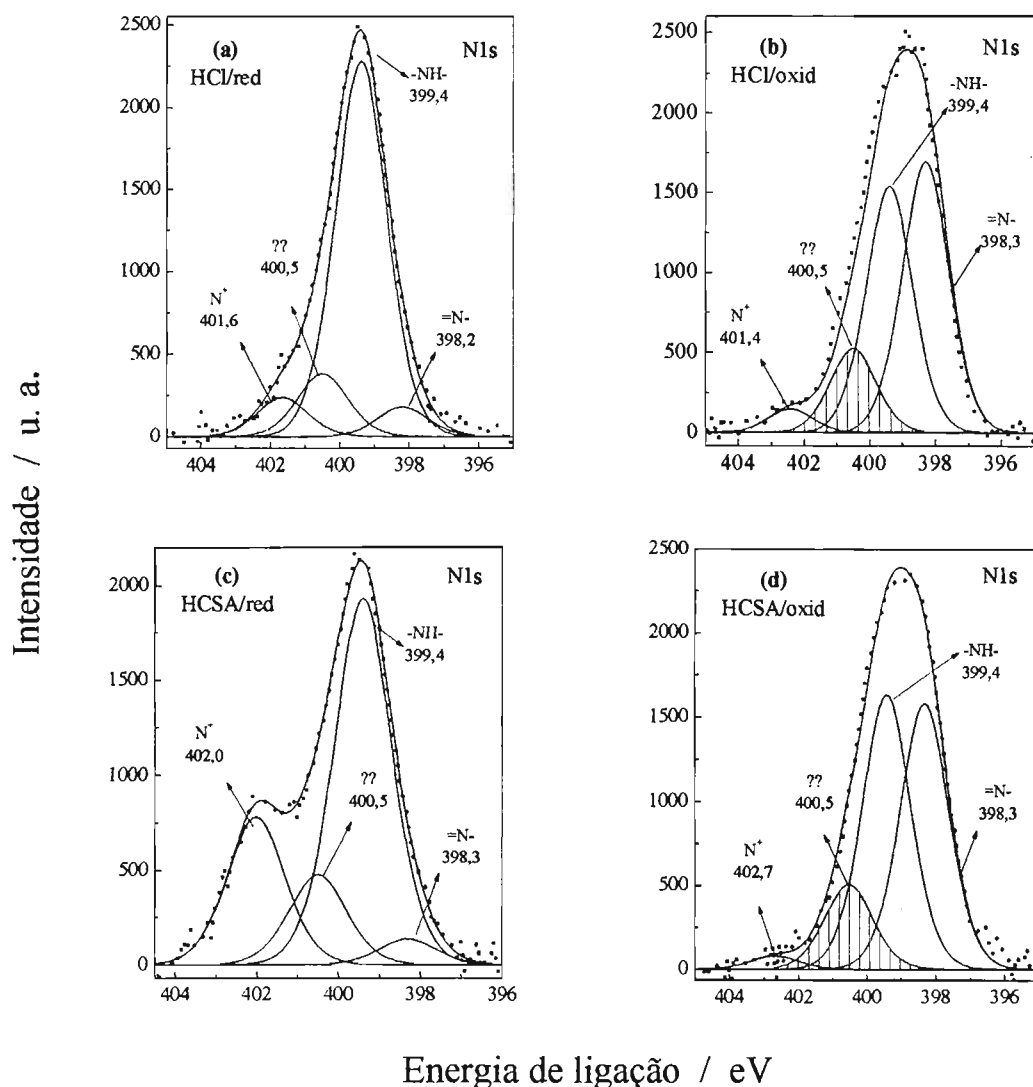 Intensidade / u. a.
(a)
HCl/red
N1s
-NH-
399,4
??
400,5
N⁺
401,6
=N-
398,2
2500
2000
1500
1000
500
0
404 402 400 398 396
(b)
HCl/oxid
N1s
-NH-
399,4
??
400,5
N⁺
401,4
=N-
398,3
2500
2000
1500
1000
500
0
404 402 400 398 396
(c)
HCSA/red
N1s
-NH-
399,4
N⁺
402,0
??
400,5
=N-
398,3
2000
1500
1000
500
0
404 402 400 398 396
(d)
HCSA/oxid
N1s
-NH-
399,4
??
400,5
N⁺
402,7
=N-
398,3
2500
2000
1500
1000
500
0
404 402 400 398 396
Energia de ligação / eV